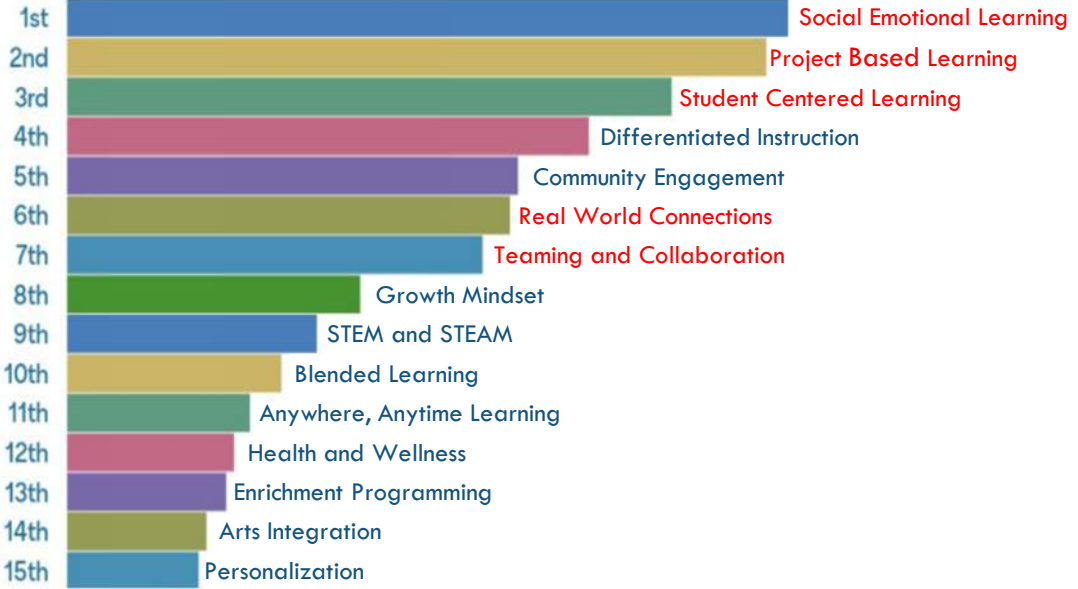 1st Social Emotional Learning
2nd Project Based Learning
3rd Student Centered Learning
4th Differentiated Instruction
5th Community Engagement
6th Real World Connections
7th Teaming and Collaboration
8th Growth Mindset
9th STEM and STEAM
10th Blended Learning
11th Anywhere, Anytime Learning
12th Health and Wellness
13th Enrichment Programming
14th Arts Integration
15th Personalization